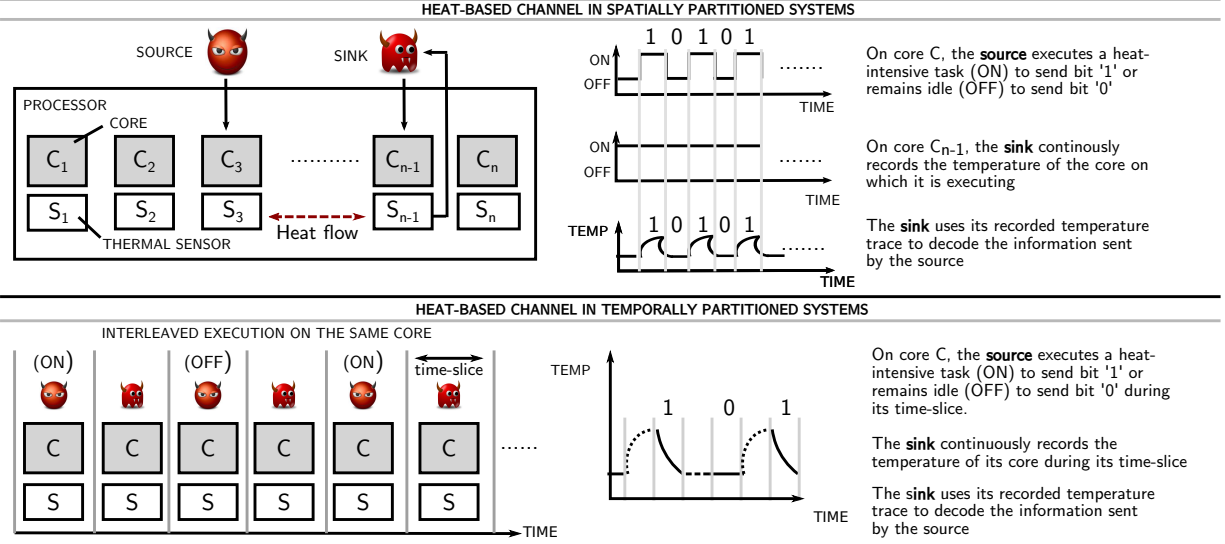 HEAT-BASED CHANNEL IN SPATIALLY PARTITIONED SYSTEMS
SOURCE
SINK
PROCESSOR
CORE
C1
C2
C3
...........
Cn-1
Cn
S1
S2
S3
Sn-1
Sn
THERMAL SENSOR
Heat flow
1 0 1 0 1
ON
OFF
.......
TIME
ON
OFF
.......
TIME
TEMP
1 0 1 0 1
.......
TIME
On core C, the source executes a heat-
intensive task (ON) to send bit '1' or
remains idle (OFF) to send bit '0'
On core Cn-1, the sink continously
records the temperature of the core on
which it is executing
The sink uses its recorded temperature
trace to decode the information sent
by the source
HEAT-BASED CHANNEL IN TEMPORALLY PARTITIONED SYSTEMS
INTERLEAVED EXECUTION ON THE SAME CORE
(ON)
(OFF)
(ON)
time-slice
C C C C C C
......
S S S S S S
TIME
TEMP
1 0 1
TIME
On core C, the source executes a heat-
intensive task (ON) to send bit '1' or
remains idle (OFF) to send bit '0' during
its time-slice.
The sink continuously records the
temperature of its core during its time-slice
The sink uses its recorded temperature
trace to decode the information sent
by the source